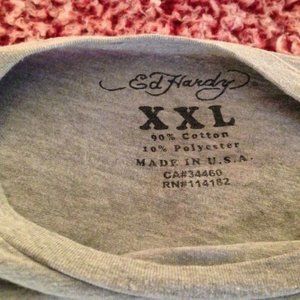 Ed Hardy
XXL
90% Cotton
10% Polyester
MADE IN U.S.A.
CA#34460
RN#114182